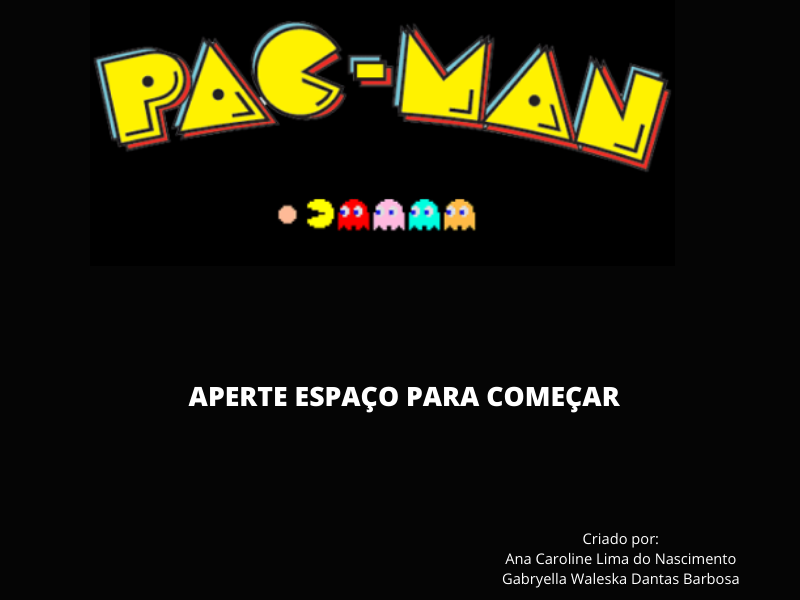 PAC-MAN
APERTE ESPAÇO PARA COMEÇAR
Criado por:
Ana Caroline Lima do Nascimento
Gabryella Waleska Dantas Barbosa